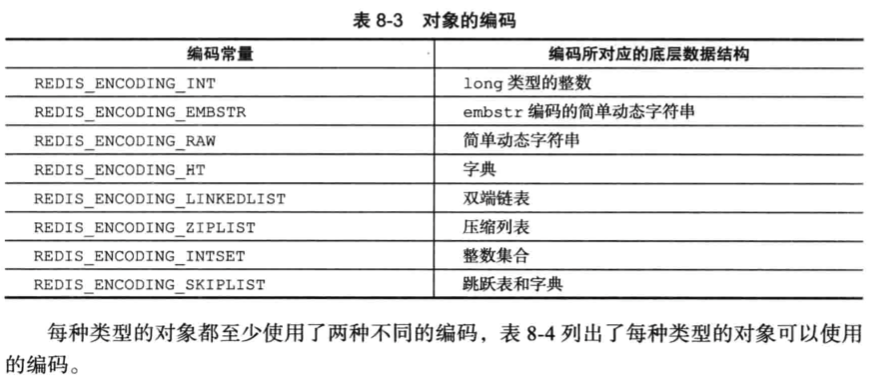 表 8-3 对象的编码
编码常量 编码所对应的底层数据结构
REDIS_ENCODING_INT long 类型的整数
REDIS_ENCODING_EMBSTR embstr 编码的简单动态字符串
REDIS_ENCODING_RAW 简单动态字符串
REDIS_ENCODING_HT 字典
REDIS_ENCODING_LINKEDLIST 双端链表
REDIS_ENCODING_ZIPLIST 压缩列表
REDIS_ENCODING_INTSET 整数集合
REDIS_ENCODING_SKIPLIST 跳跃表和字典
每种类型的对象都至少使用了两种不同的编码，表 8-4 列出了每种类型的对象可以使用
的编码。